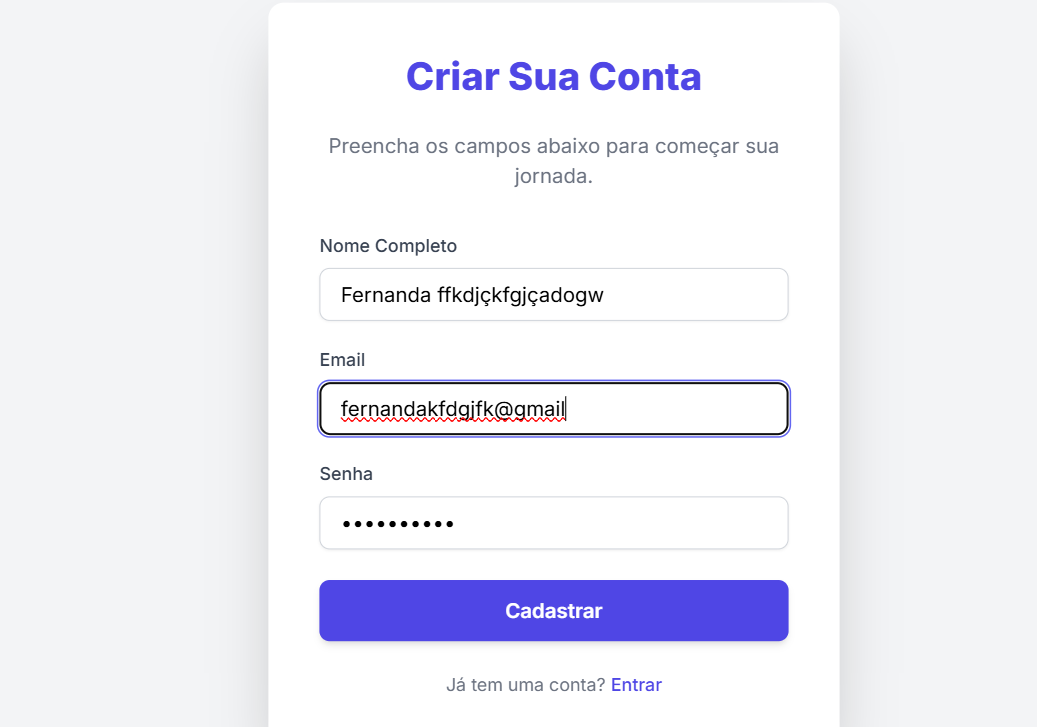 Criar Sua Conta
Preencha os campos abaixo para começar sua
jornada.
Nome Completo
Fernanda ffkdjçkfgjçadogw
Email
fernandakfdgjfk@gmail
Senha
••••••••••
Cadastrar
Já tem uma conta? Entrar